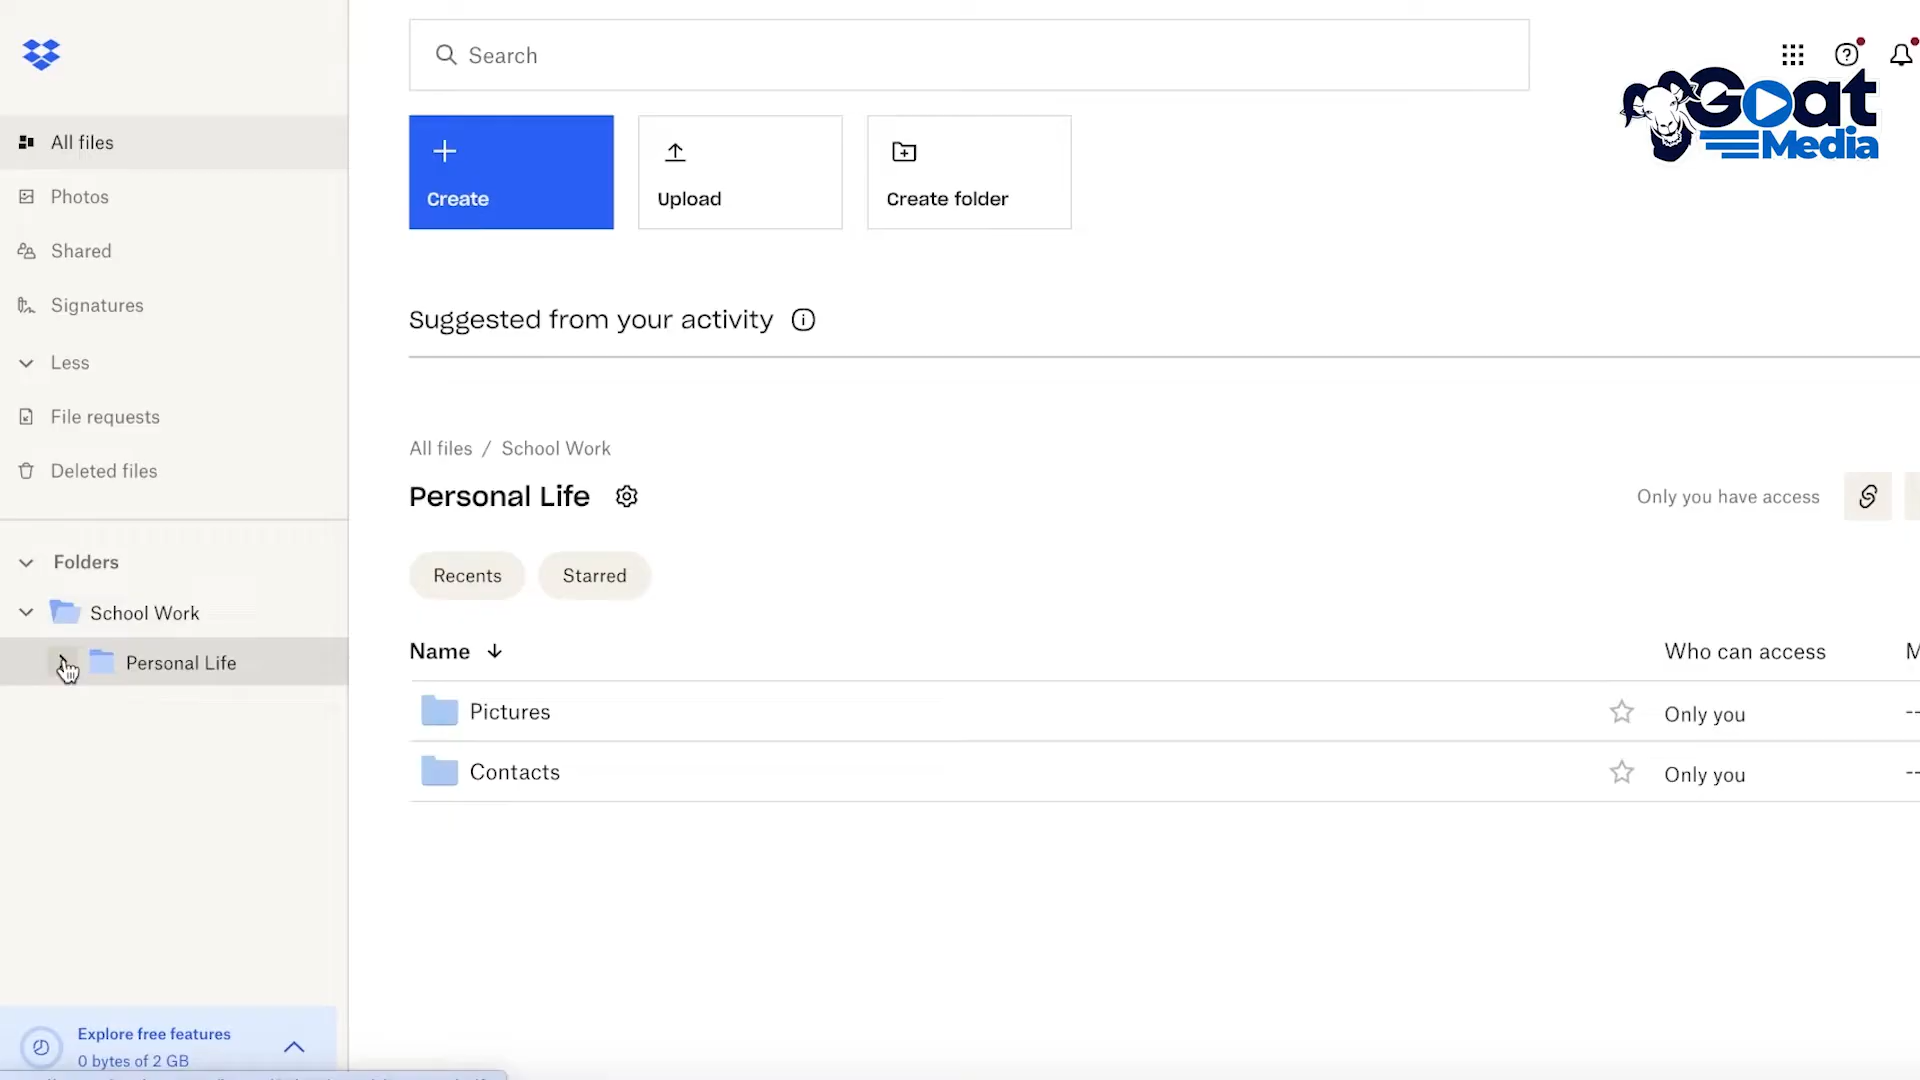 Search
Goat
Media
All files
Photos
Shared
Signatures
Less
File requests
Deleted files
Folders
School Work
Personal Life
Explore free features
0 bytes of 2 GB
Create
Upload
Create folder
Suggested from your activity
All files / School Work
Personal Life
Only you have access
Recents
Starred
Name
Who can access
Pictures
Only you
--
Contacts
Only you
--